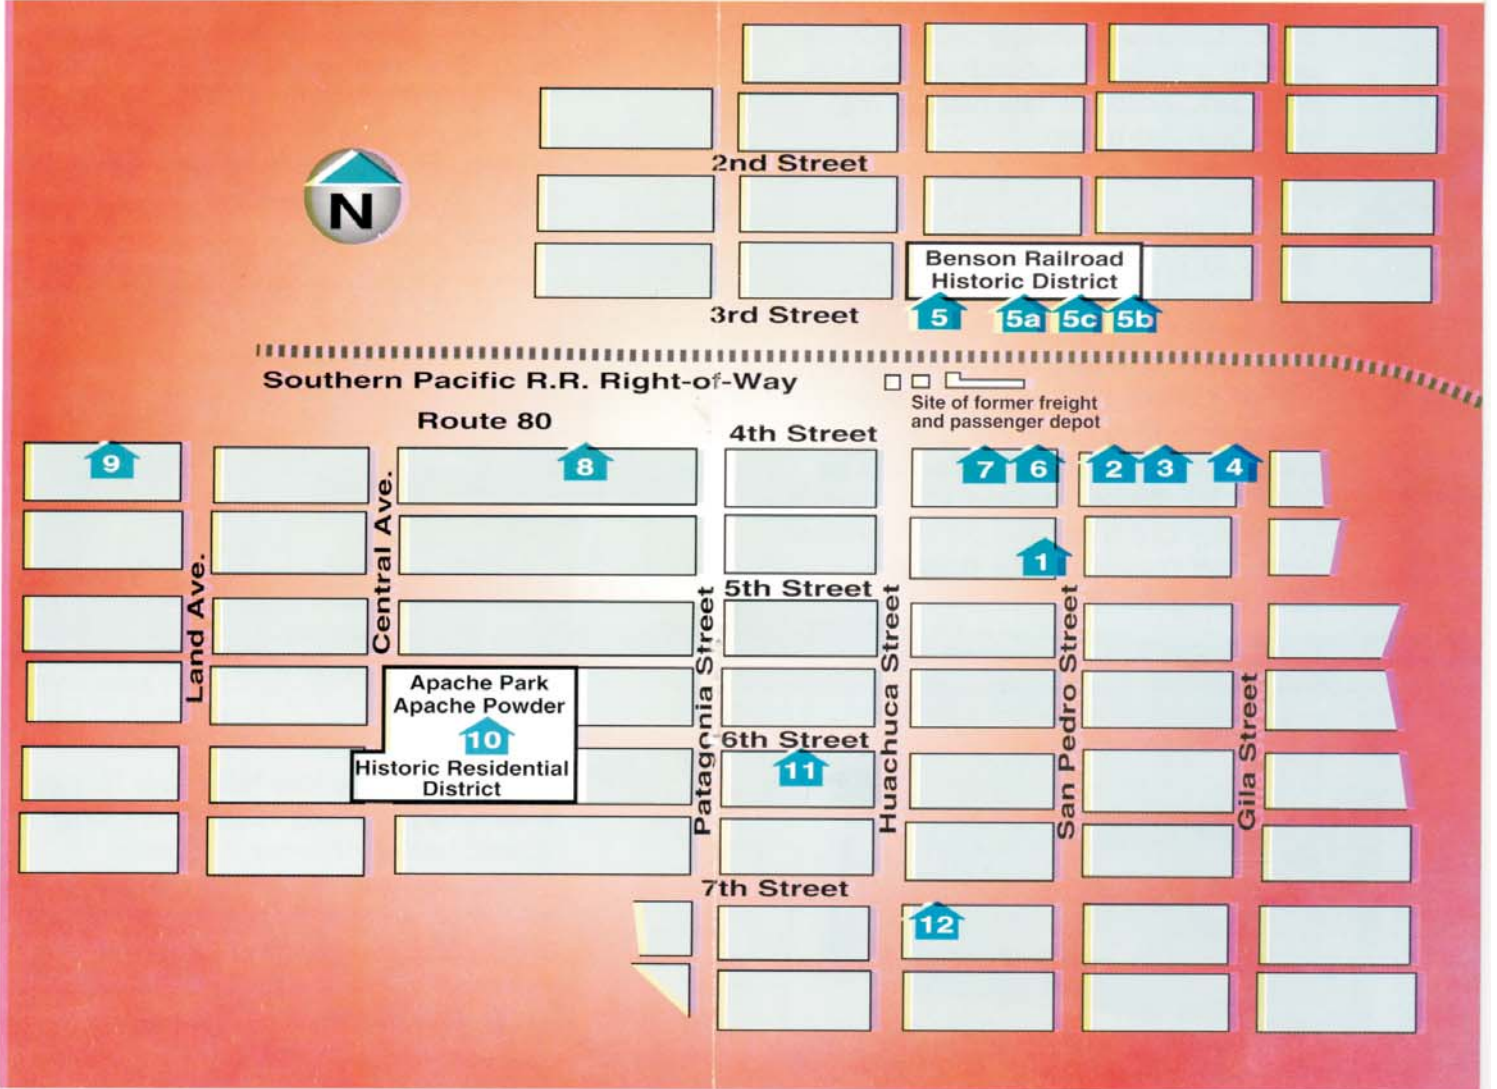 2nd Street
N
Benson Railroad
Historic District
3rd Street
5
5a
5c
5b
Southern Pacific R.R. Right-of-Way
Site of former freight
and passenger depot
Route 80
4th Street
9
8
7
6
2
3
4
Central Ave.
Land Ave.
1
5th Street
Patagonia Street
Huachuca Street
San Pedro Street
Gila Street
Apache Park
Apache Powder
10
Historic Residential
District
6th Street
11
7th Street
12